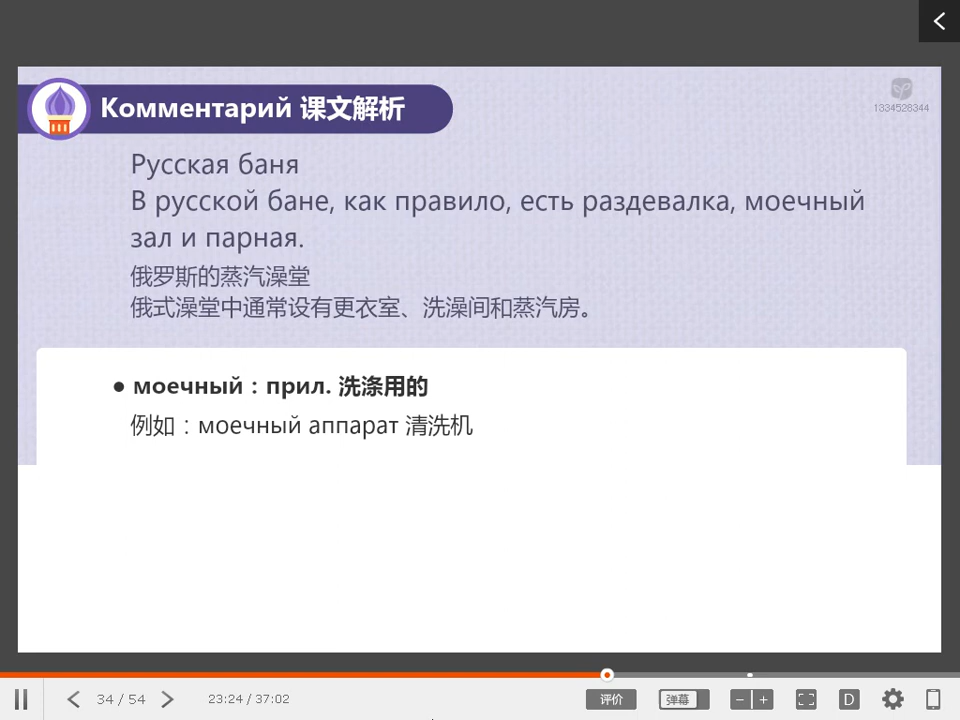 1334528344
Комментарий 课文解析
Русская баня
В русской бане, как правило, есть раздевалка, моечный
зал и парная.
俄罗斯的蒸汽澡堂
俄式澡堂中通常设有更衣室、洗澡间和蒸汽房。
● моечный：прил. 洗涤用的
例如：моечный аппарат 清洗机
34 / 54 23:24 / 37:02 评价 弹幕 − + D